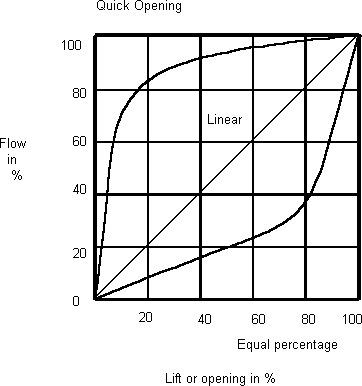 Quick Opening
100
80
60
40
20
0
Flow
in
%
Linear
20 40 60 80 100
Equal percentage
Lift or opening in %